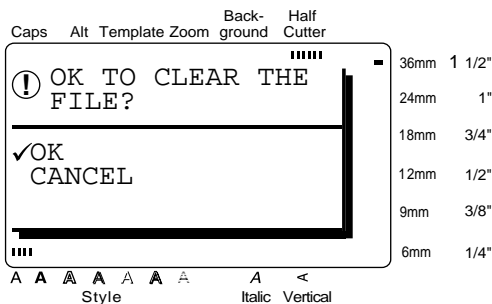 Caps Alt Template Zoom Back-ground Half Cutter
OK TO CLEAR THE
FILE?
OK
CANCEL
36mm 1 1/2"
24mm 1"
18mm 3/4"
12mm 1/2"
9mm 3/8"
6mm 1/4"
A A A A A A A A A
Style Italic Vertical